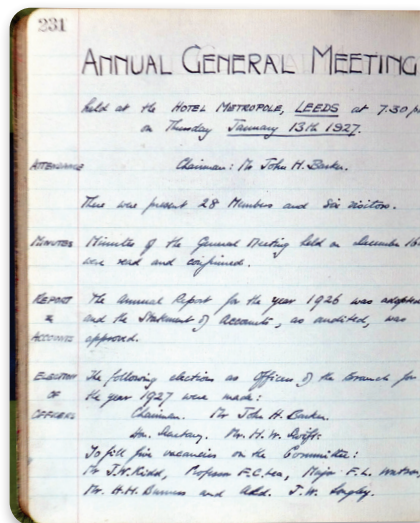 231
ANNUAL GENERAL MEETING
held at the HOTEL METROPOLE, LEEDS at 7.30
on Thursday January 13th 1927.
ATTENDANCE Chairman: Mr John H. Barker.
There were present 28 Members and six visitors.
MINUTES Minutes of the General Meeting held on December 16
were read and confirmed.
REPORT The Annual Report for the year 1926 was adopted
& and the Statement of Accounts, as audited, was
ACCOUNTS approved.
ELECTION The following elections as Officers of the Branch for
OF the year 1927 were made:
OFFICERS Chairman. Mr John H. Barker.
Hon. Secretary. Mr. H.W. Swift:
To fill five vacancies on the Committee:
Mr J.W. Kidd, Professor F.C. Lea, Major F.L. Watson,
Mr. H.H. and J.W.